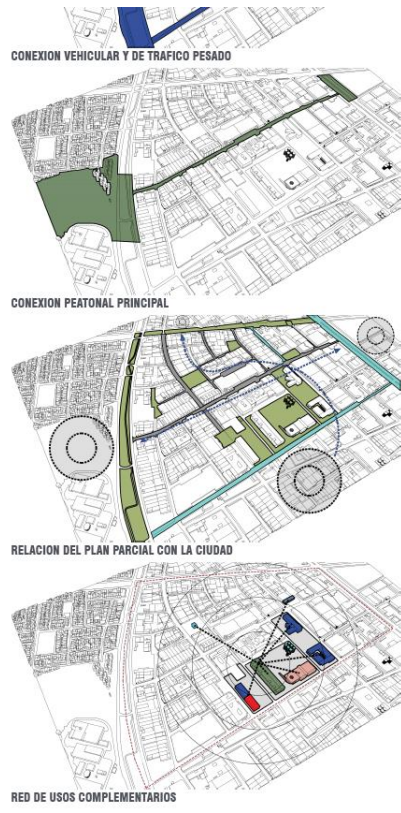 CONEXION VEHICULAR Y DE TRAFICO PESADO
CONEXION PEATONAL PRINCIPAL
RELACION DEL PLAN PARCIAL CON LA CIUDAD
RED DE USOS COMPLEMENTARIOS